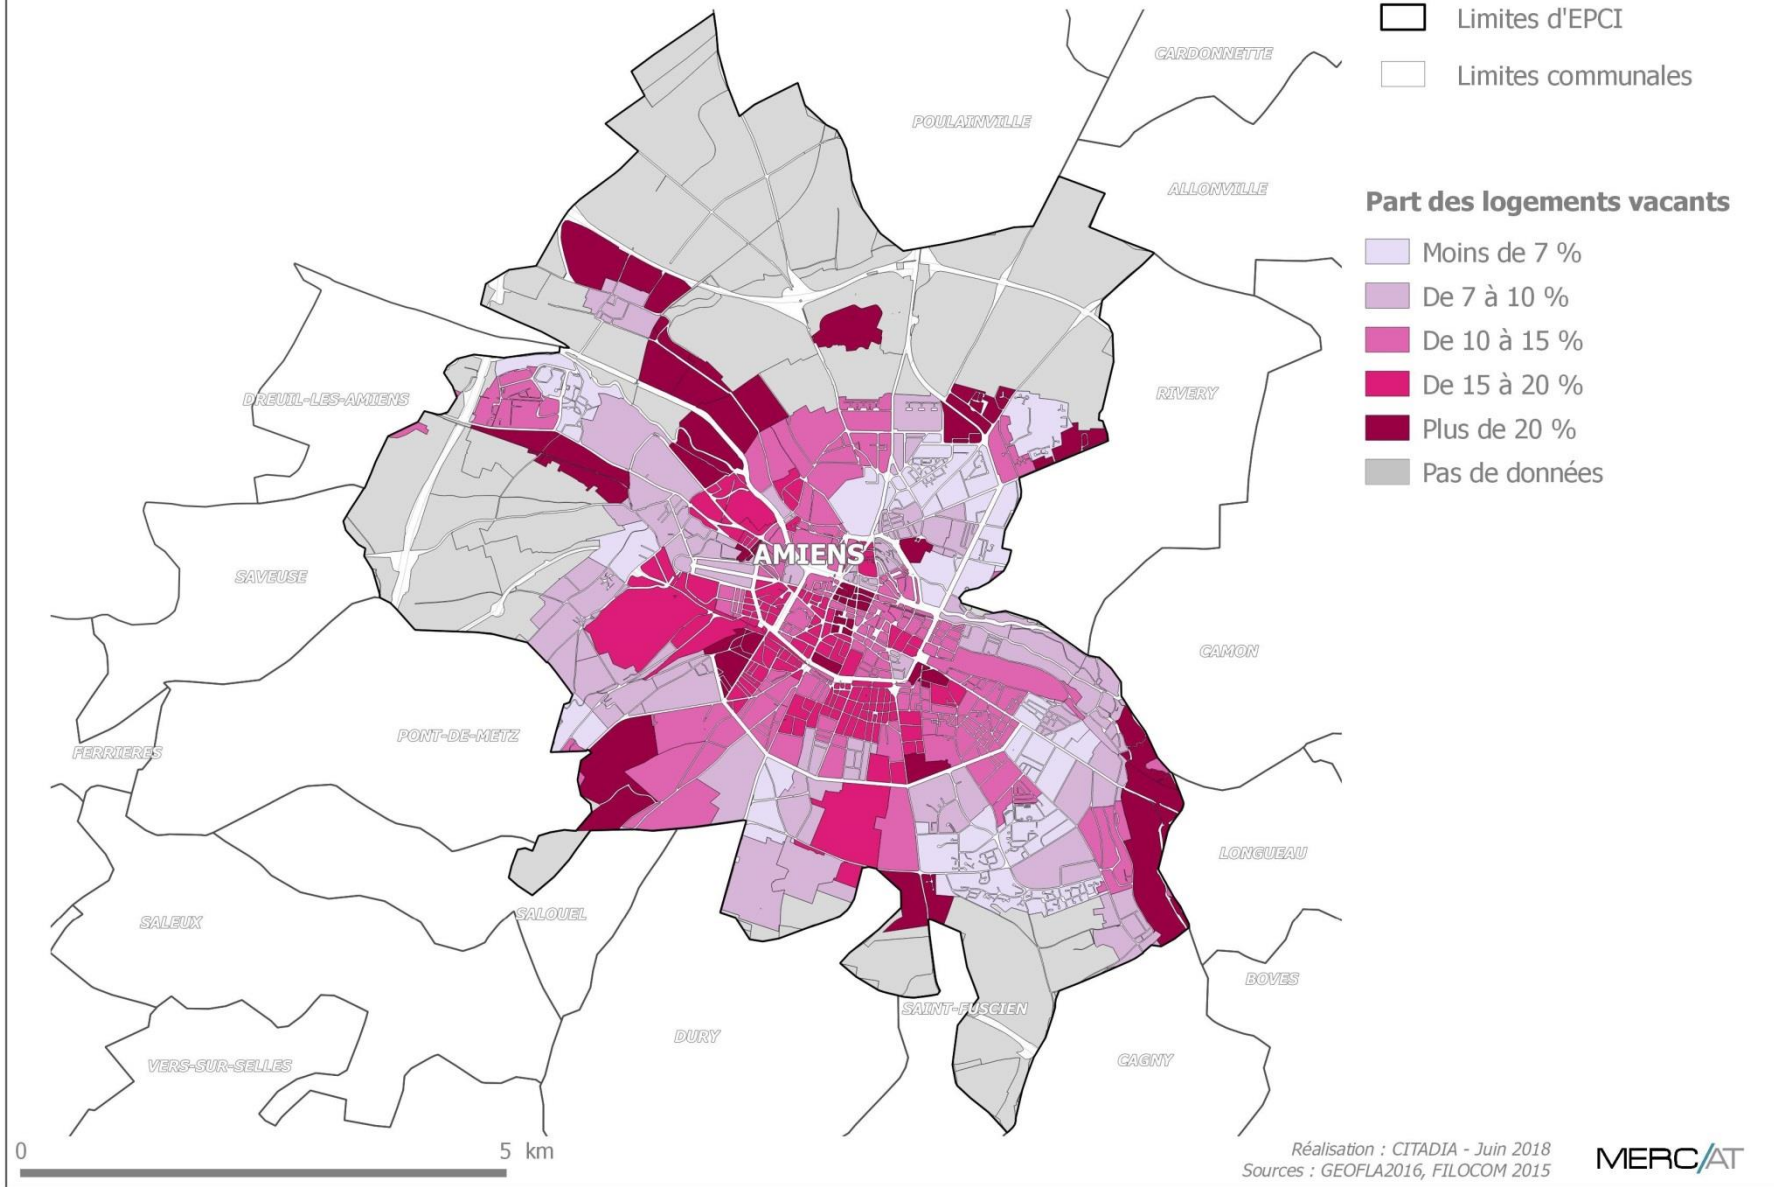 Limites d'EPCI
Limites communales
CARDONNETTE
POULAINVILLE
ALLONVILLE
Part des logements vacants
Moins de 7 %
De 7 à 10 %
De 10 à 15 %
De 15 à 20 %
Plus de 20 %
Pas de données
DREUIL-LES-AMIENS
RIVERY
AMIENS
SAVEUSE
CAMON
PONT-DE-METZ
FERRIERES
LONGUEAU
SALEUX
SALOUEL
BOVES
SAINT-FUSCIEN
DURY
CAGNY
VERS-SUR-SELLES
0 5 km
Réalisation : CITADIA - Juin 2018
Sources : GEOFLA2016, FILOCOM 2015
MERC/AT